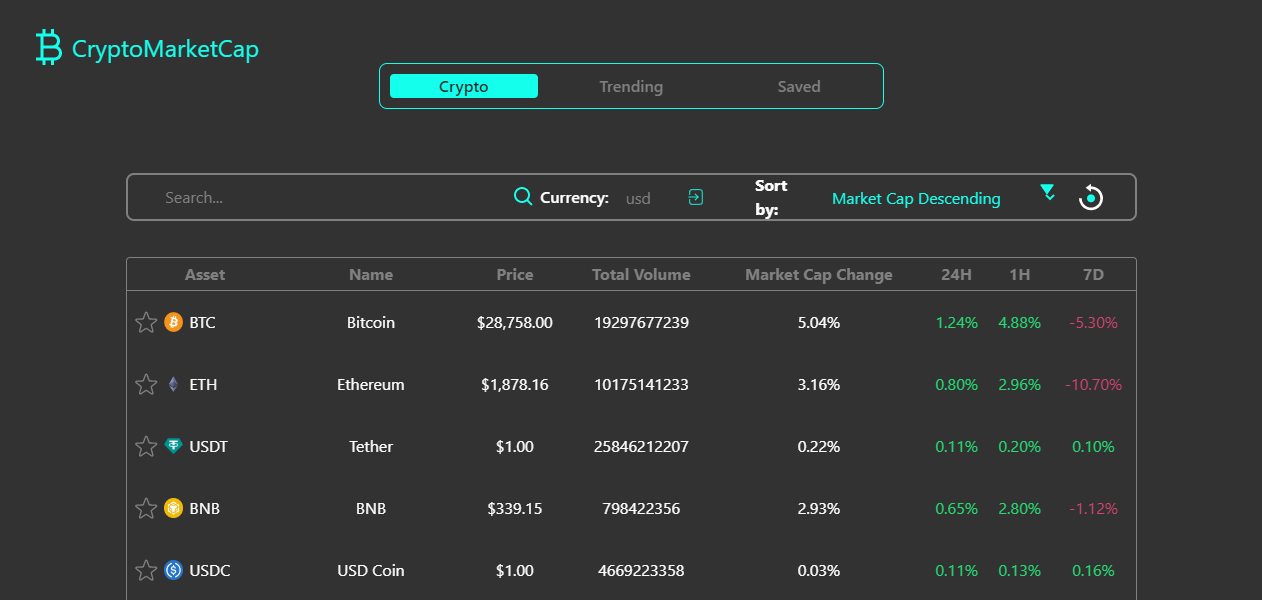 CryptoMarketCap
Crypto Trending Saved
Search... Currency: usd Sort by: Market Cap Descending
Asset Name Price Total Volume Market Cap Change 24H 1H 7D
BTC Bitcoin $28,758.00 19297677239 5.04% 1.24% 4.88% -5.30%
ETH Ethereum $1,878.16 10175141233 3.16% 0.80% 2.96% -10.70%
USDT Tether $1.00 25846212207 0.22% 0.11% 0.20% 0.10%
BNB BNB $339.15 798422356 2.93% 0.65% 2.80% -1.12%
USDC USD Coin $1.00 4669223358 0.03% 0.11% 0.13% 0.16%